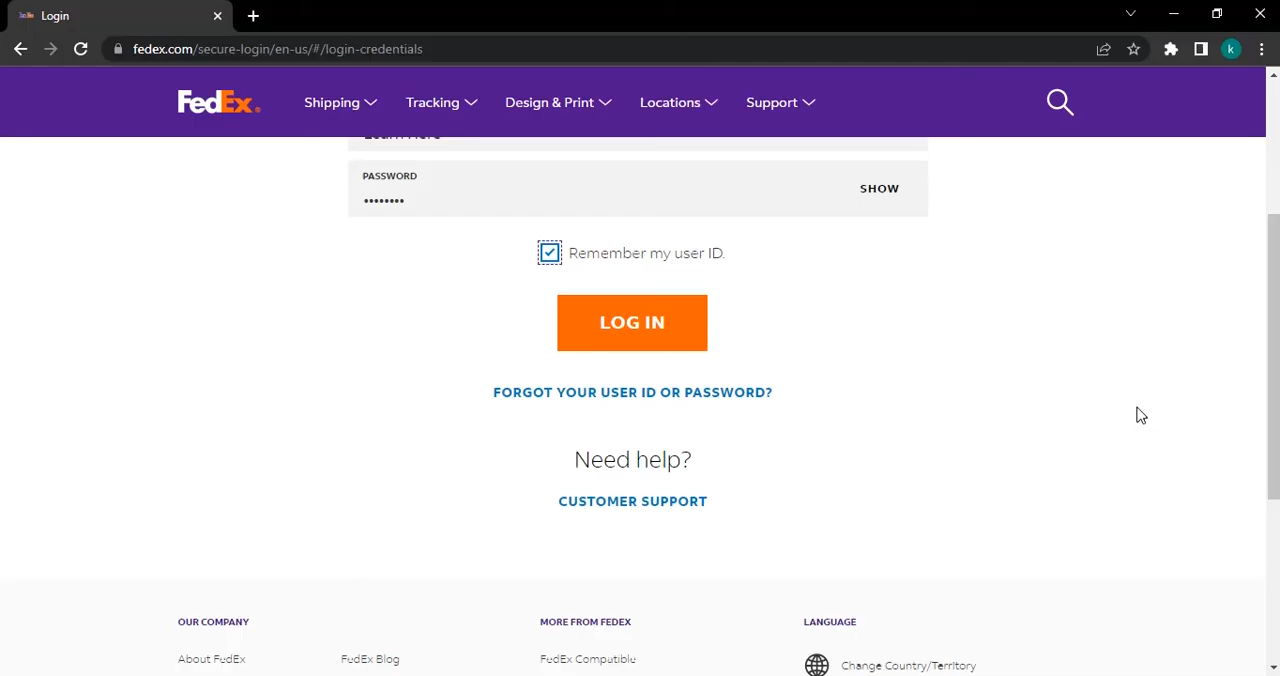 Login
fedex.com/secure-login/en-us/#/login-credentials
k
FedEx®
Shipping
Tracking
Design & Print
Locations
Support
PASSWORD
••••••••
SHOW
Remember my user ID.
LOG IN
FORGOT YOUR USER ID OR PASSWORD?
Need help?
CUSTOMER SUPPORT
OUR COMPANY
MORE FROM FEDEX
LANGUAGE
About FedEx
FedEx Blog
FedEx Compatible
Change Country/Territory